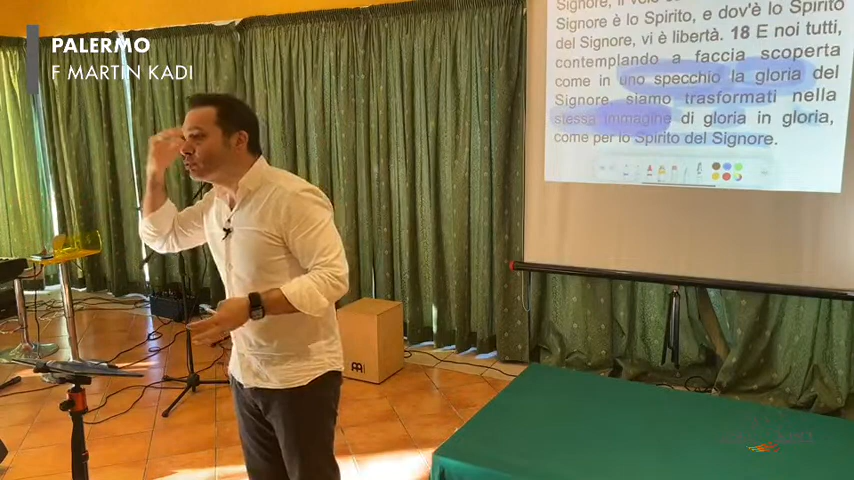 PALERMO
F MARTIN KADI
Signore è lo Spirito, e dov'è lo Spirito
del Signore, vi è libertà. 18 E noi tutti,
contemplando a faccia scoperta
come in uno specchio la gloria del
Signore, siamo trasformati nella
stessa immagine di gloria in gloria,
come per lo Spirito del Signore.
MEINL